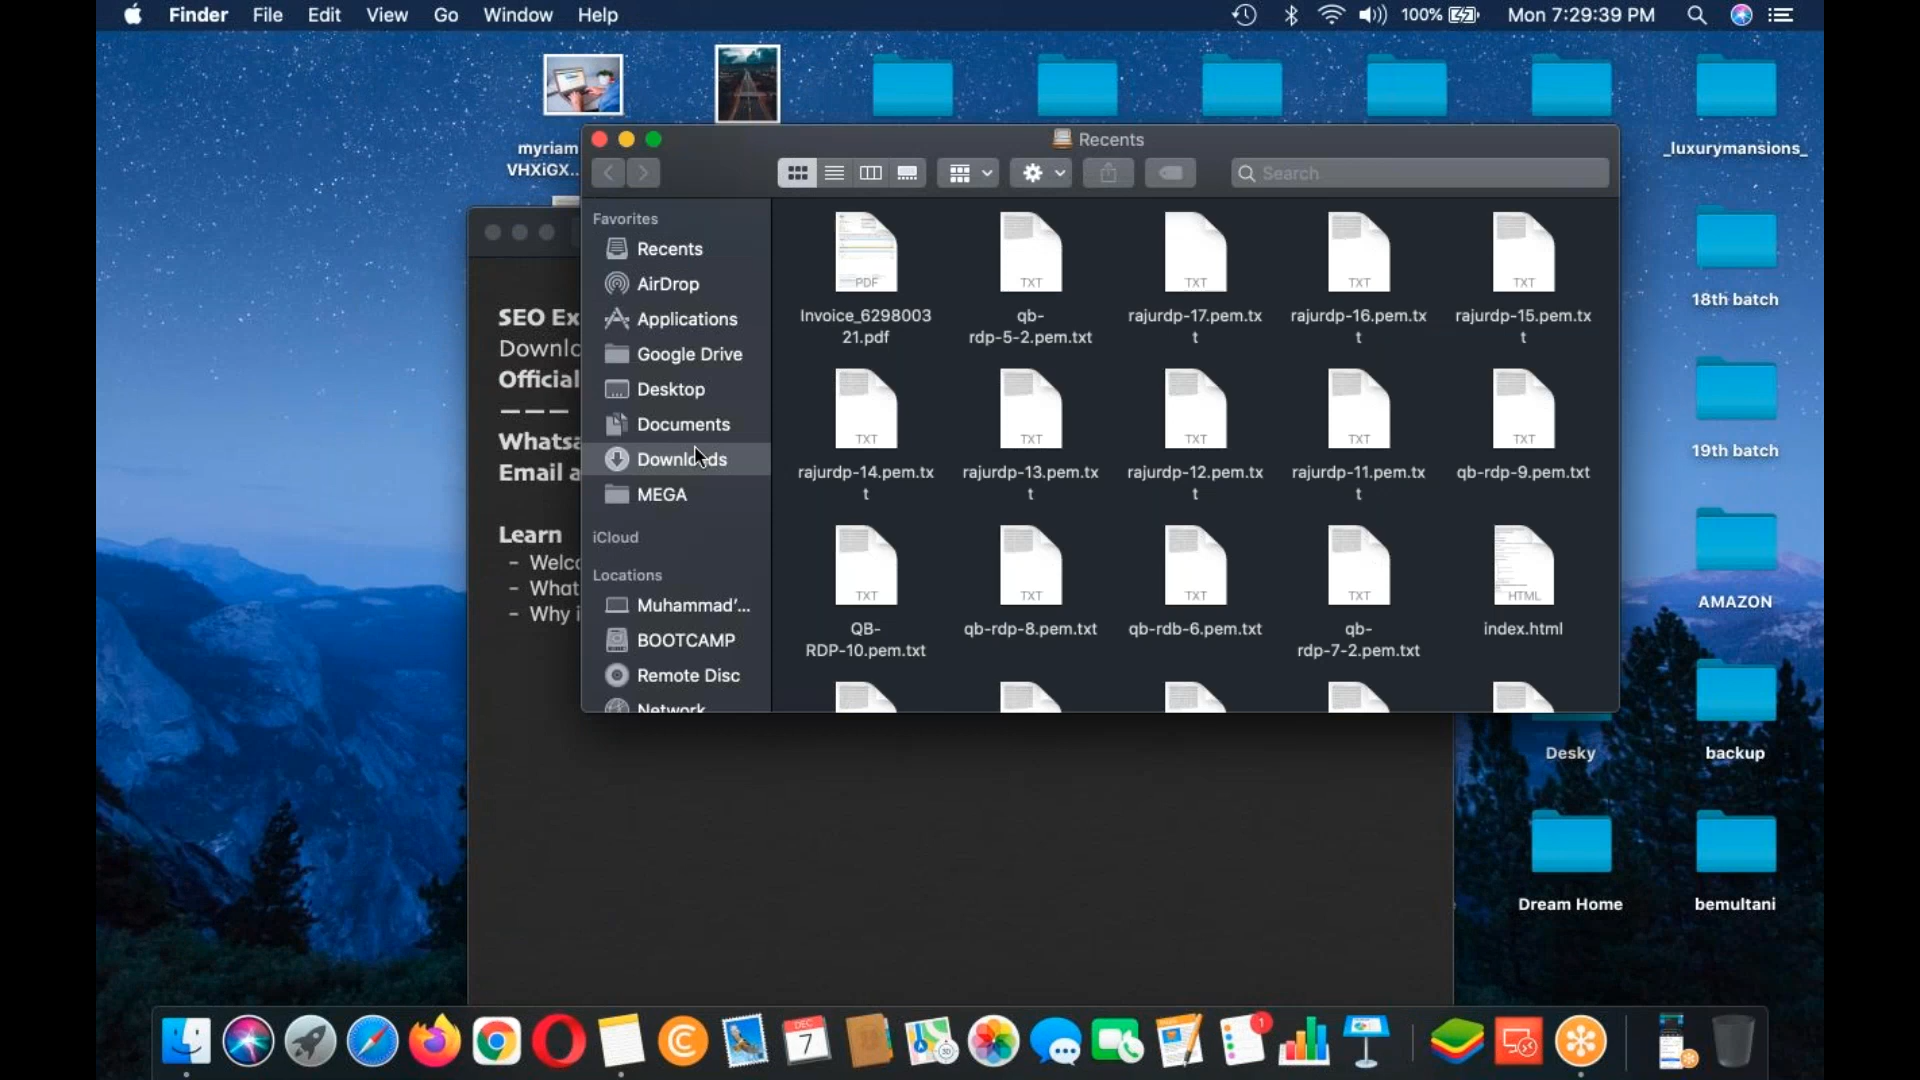 Finder File Edit View Go Window Help 100% Mon 7:29:39 PM
myriam
VHXiGX...
_luxurymansions_
Recents
Search
Favorites
Recents
AirDrop
Applications
Google Drive
Desktop
Documents
Downloads
MEGA
iCloud
Locations
Muhammad'...
BOOTCAMP
Remote Disc
Network
PDF
Invoice_6298003
21.pdf
TXT
qb-
rdp-5-2.pem.txt
TXT
rajurdp-17.pem.tx
t
TXT
rajurdp-16.pem.tx
t
TXT
rajurdp-15.pem.tx
t
TXT
rajurdp-14.pem.tx
t
TXT
rajurdp-13.pem.tx
t
TXT
rajurdp-12.pem.tx
t
TXT
rajurdp-11.pem.tx
t
TXT
qb-rdp-9.pem.txt
TXT
QB-
RDP-10.pem.txt
TXT
qb-rdp-8.pem.txt
TXT
qb-rdb-6.pem.txt
TXT
qb-
rdp-7-2.pem.txt
HTML
index.html
SEO Ex
Downlo
Official
– – –
Whatsa
Email a
Learn
- Welco
- What
- Why i
18th batch
19th batch
AMAZON
Desky
backup
Dream Home
bemultani
DEC
7
3D
1